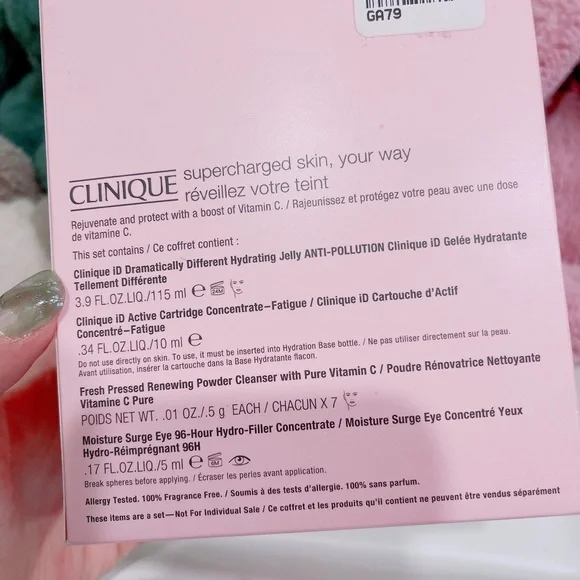 GA79
CLINIQUE
supercharged skin, your way
réveillez votre teint
Rejuvenate and protect with a boost of Vitamin C. / Rajeunissez et protégez votre peau avec une dose
de vitamine C.
This set contains / Ce coffret contient :
Clinique iD Dramatically Different Hydrating Jelly ANTI-POLLUTION Clinique iD Gelée Hydratante
Tellement Différente
3.9 FL.OZ.LIQ./115 ml e 24M
Clinique iD Active Cartridge Concentrate–Fatigue / Clinique iD Cartouche d'Actif
Concentré–Fatigue
.34 FL.OZ.LIQ./10 ml e
Do not use directly on skin. To use, it must be inserted into Hydration Base bottle. / Ne pas utiliser directement sur la peau.
Avant utilisation, insérer la cartouche dans la Base Hydratante flacon.
Fresh Pressed Renewing Powder Cleanser with Pure Vitamin C / Poudre Rénovatrice Nettoyante
Vitamine C Pure
POIDS NET WT. .01 OZ./.5 g EACH / CHACUN X 7
Moisture Surge Eye 96-Hour Hydro-Filler Concentrate / Moisture Surge Eye Concentré Yeux
Hydro-Réimprégnant 96H
.17 FL.OZ.LIQ./5 ml e 6M
Break spheres before applying. / Écraser les perles avant application.
Allergy Tested. 100% Fragrance Free. / Soumis à des tests d'allergie. 100% sans parfum.
These items are a set—Not For Individual Sale / Ce coffret et les produits qu'il contient ne peuvent être vendus séparément